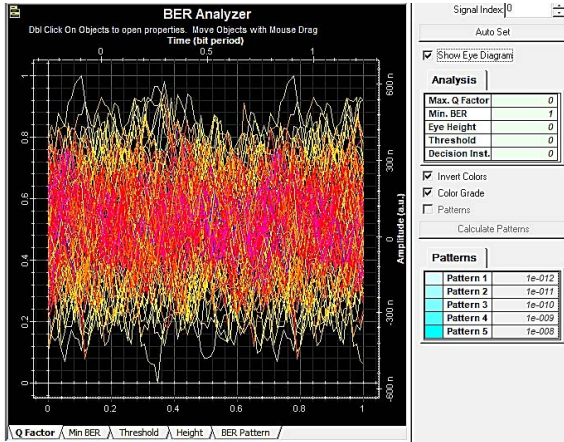 BER Analyzer
Dbl Click On Objects to open properties. Move Objects with Mouse Drag
Time (bit period)
0 0.5 1
1
0.8
0.6
0.4
0.2
0
600 n
300 n
0
-300 n
-600 n
Amplitude (a.u.)
0 0.2 0.4 0.6 0.8 1
Q Factor Min BER Threshold Height BER Pattern
Signal Index: 0
Auto Set
Show Eye Diagram
Analysis
Max. Q Factor 0
Min. BER 1
Eye Height 0
Threshold 0
Decision Inst. 0
Invert Colors
Color Grade
Patterns
Calculate Patterns
Patterns
Pattern 1 1e-012
Pattern 2 1e-011
Pattern 3 1e-010
Pattern 4 1e-009
Pattern 5 1e-008